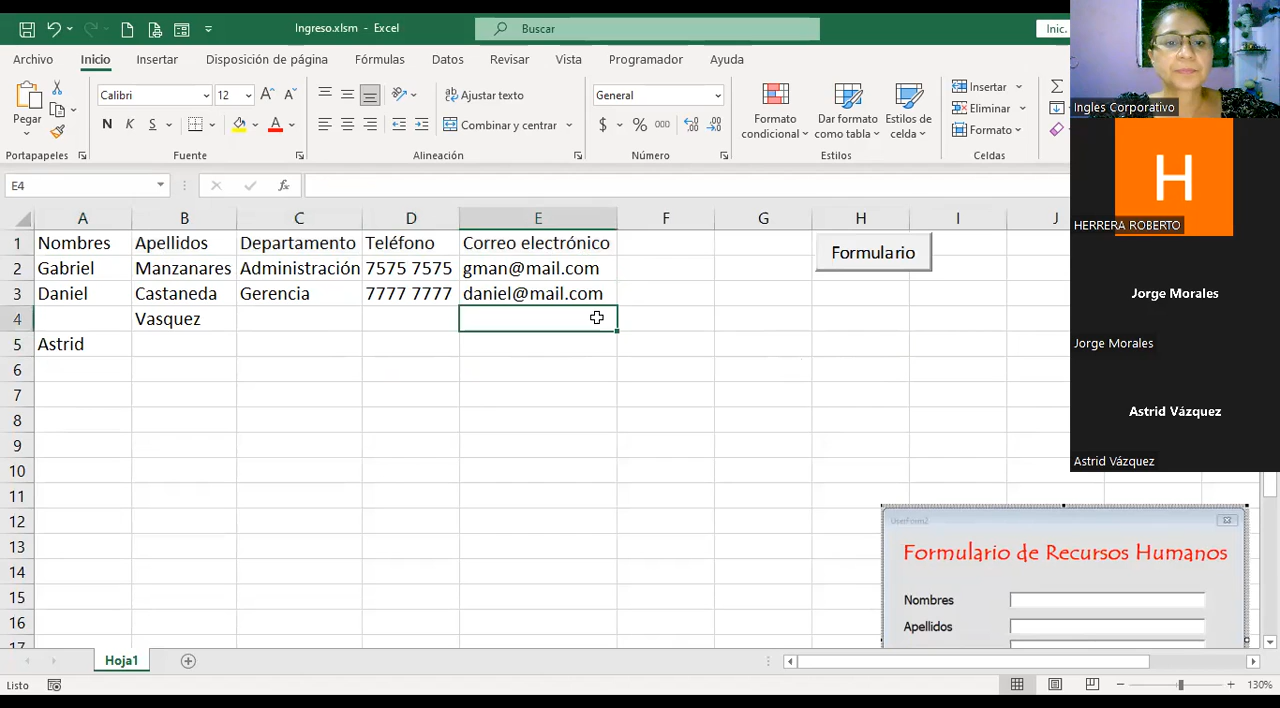 Ingreso.xlsm - Excel
Buscar
Inic.
Archivo Inicio Insertar Disposición de página Fórmulas Datos Revisar Vista Programador Ayuda
Pegar
Calibri 12
N K S
Ajustar texto
Combinar y centrar
General
$ % 000
Formato condicional
Dar formato como tabla
Estilos de celda
Insertar
Eliminar
Formato
Portapapeles Fuente Alineación Número Estilos Celdas
E4
fx
A B C D E F G H I J
1 Nombres Apellidos Departamento Teléfono Correo electrónico
2 Gabriel Manzanares Administración 7575 7575 gman@mail.com
3 Daniel Castaneda Gerencia 7777 7777 daniel@mail.com
4 Vasquez
5 Astrid
6
7
8
9
10
11
12
13
14
15
16
17
Formulario
UserForm2
Formulario de Recursos Humanos
Nombres
Apellidos
Hoja1
Listo
130%
Ingles Corporativo
H
HERRERA ROBERTO
Jorge Morales
Jorge Morales
Astrid Vázquez
Astrid Vázquez